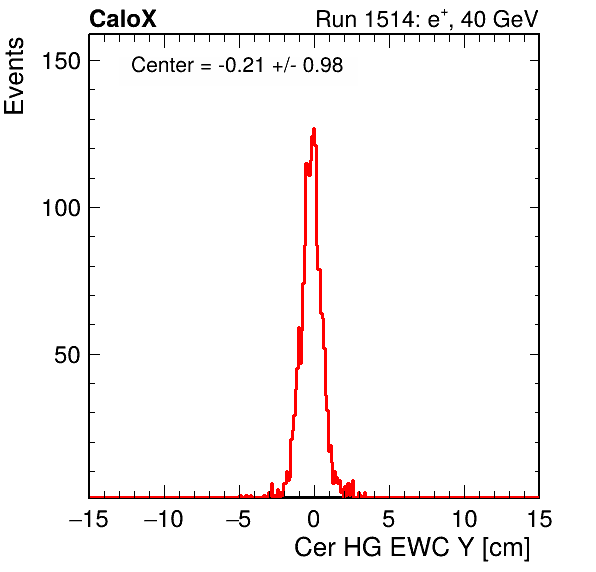 CaloX Run 1514: e⁺, 40 GeV
Center = -0.21 +/- 0.98
Events
150
100
50
−15 −10 −5 0 5 10 15
Cer HG EWC Y [cm]